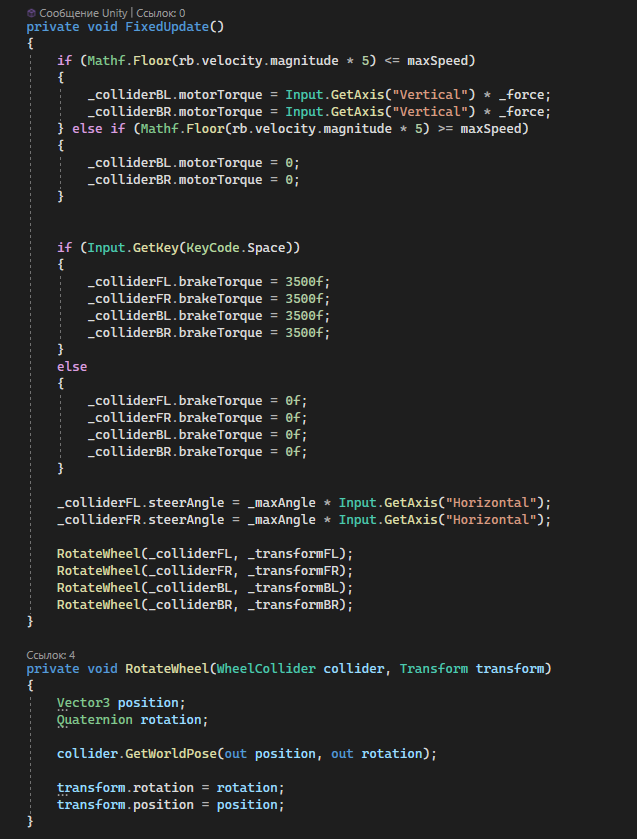 Сообщение Unity | Ссылок: 0
private void FixedUpdate()
{
if (Mathf.Floor(rb.velocity.magnitude * 5) <= maxSpeed)
{
_colliderBL.motorTorque = Input.GetAxis("Vertical") * _force;
_colliderBR.motorTorque = Input.GetAxis("Vertical") * _force;
} else if (Mathf.Floor(rb.velocity.magnitude * 5) >= maxSpeed)
{
_colliderBL.motorTorque = 0;
_colliderBR.motorTorque = 0;
}
if (Input.GetKey(KeyCode.Space))
{
_colliderFL.brakeTorque = 3500f;
_colliderFR.brakeTorque = 3500f;
_colliderBL.brakeTorque = 3500f;
_colliderBR.brakeTorque = 3500f;
}
else
{
_colliderFL.brakeTorque = 0f;
_colliderFR.brakeTorque = 0f;
_colliderBL.brakeTorque = 0f;
_colliderBR.brakeTorque = 0f;
}
_colliderFL.steerAngle = _maxAngle * Input.GetAxis("Horizontal");
_colliderFR.steerAngle = _maxAngle * Input.GetAxis("Horizontal");
RotateWheel(_colliderFL, _transformFL);
RotateWheel(_colliderFR, _transformFR);
RotateWheel(_colliderBL, _transformBL);
RotateWheel(_colliderBR, _transformBR);
}
Ссылок: 4
private void RotateWheel(WheelCollider collider, Transform transform)
{
Vector3 position;
Quaternion rotation;
collider.GetWorldPose(out position, out rotation);
transform.rotation = rotation;
transform.position = position;
}